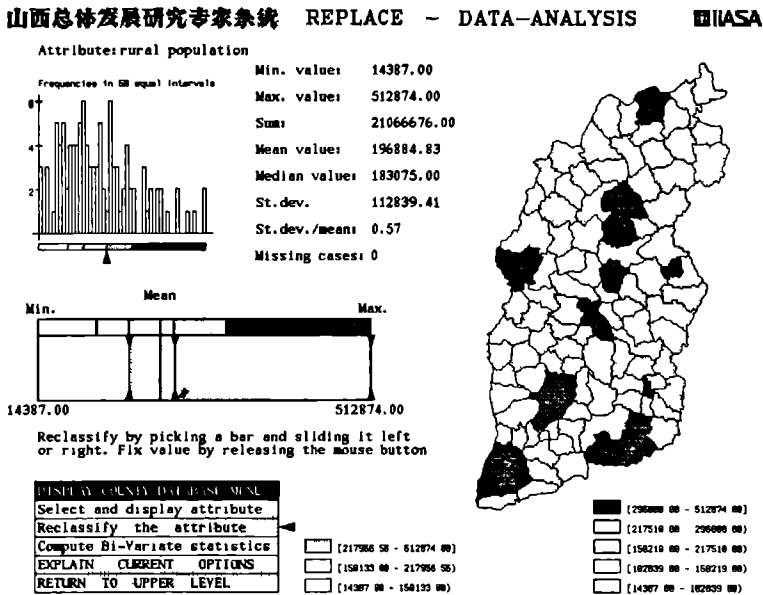 山西总体发展研究专家系统 REPLACE ~ DATA-ANALYSIS IIASA
Attribute: rural population
Frequencies in 50 equal intervals
Min. value: 14387.00
Max. value: 512874.00
Sum: 21066676.00
Mean value: 196884.83
Median value: 183075.00
St.dev. 112839.41
St.dev./mean: 0.57
Missing cases: 0
6
4
2
Mean
Min. Max.
14387.00 512874.00
Reclassify by picking a bar and sliding it left
or right. Fix value by releasing the mouse button
DISPLAY COUNTY DATABASE MENU
Select and display attribute
Reclassify the attribute
Compute Bi-Variate statistics
EXPLAIN CURRENT OPTIONS
RETURN TO UPPER LEVEL